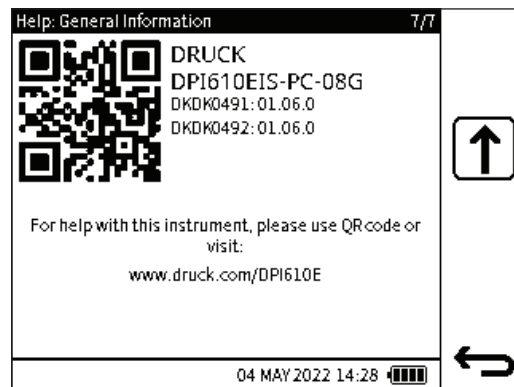 Help: General Information 7/7
DRUCK
DPI610EIS-PC-08G
DKDK0491: 01.06.0
DKDK0492: 01.06.0
For help with this instrument, please use QR code or
visit:
www.druck.com/DPI610E
04 MAY 2022 14:28